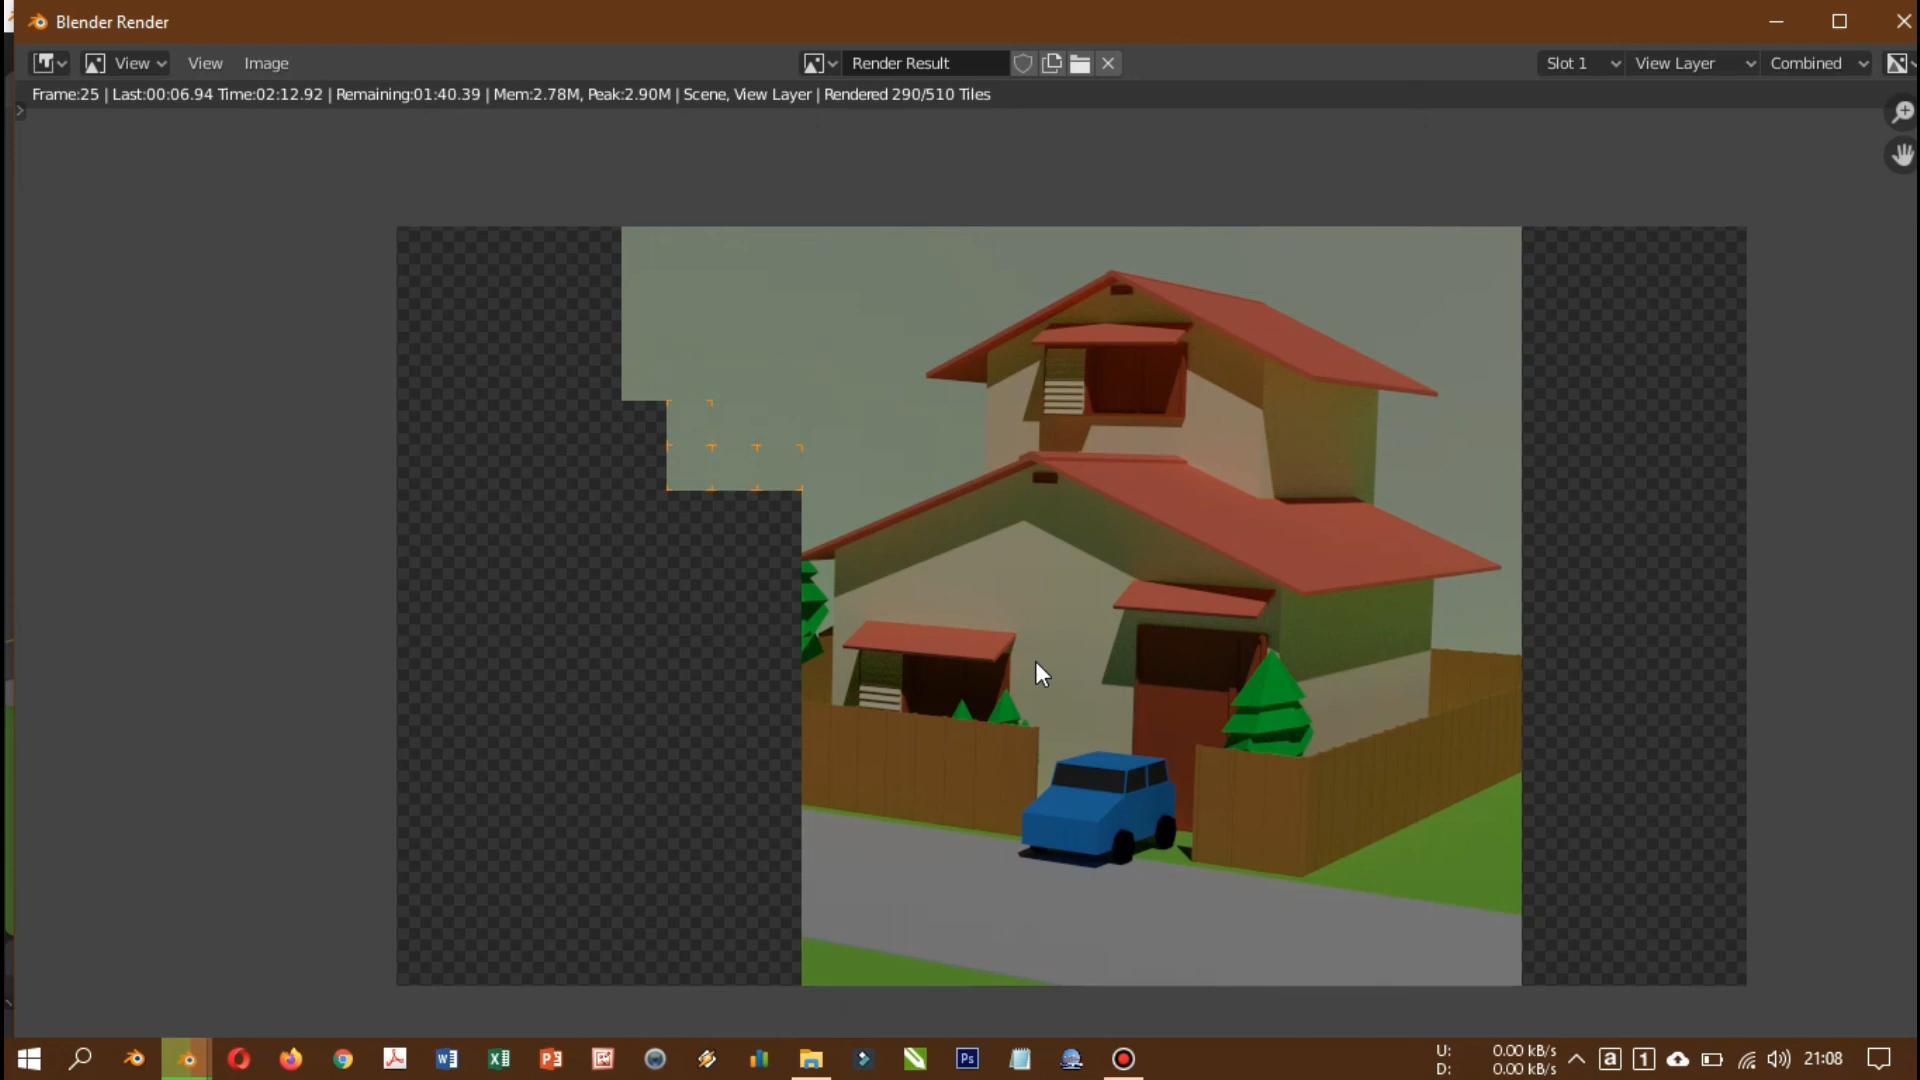 Blender Render
View View Image Render Result Slot 1 View Layer Combined
Frame:25 | Last:00:06.94 Time:02:12.92 | Remaining:01:40.39 | Mem:2.78M, Peak:2.90M | Scene, View Layer | Rendered 290/510 Tiles
U: 0.00 kB/s
D: 0.00 kB/s
a 1 21:08
Ps